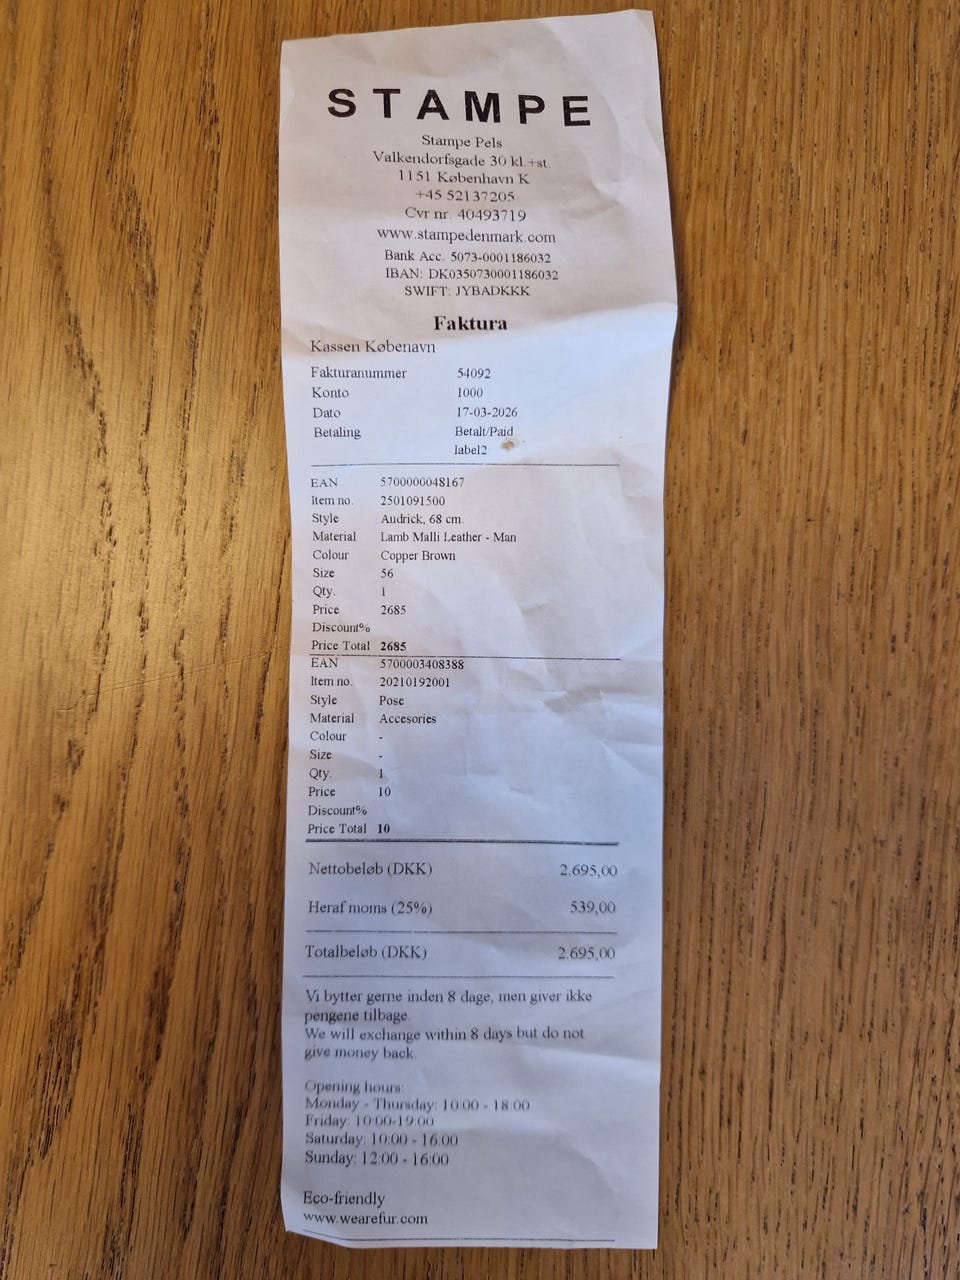 STAMPE
Stampe Pels
Valkendorfsgade 30 kl.+st.
1151 København K
+45 52137205
Cvr nr. 40493719
www.stampedenmark.com
Bank Acc. 5073-0001186032
IBAN: DK0350730001186032
SWIFT: JYBADKKK
Faktura
Kassen Købenavn
Fakturanummer 54092
Konto 1000
Dato 17-03-2026
Betaling Betalt/Paid
label2
EAN 5700000048167
Item no. 2501091500
Style Audrick, 68 cm.
Material Lamb Malli Leather - Man
Colour Copper Brown
Size 56
Qty. 1
Price 2685
Discount%
Price Total 2685
EAN 5700003408388
Item no. 20210192001
Style Pose
Material Accesories
Colour -
Size -
Qty. 1
Price 10
Discount%
Price Total 10
Nettobeløb (DKK) 2.695,00
Heraf moms (25%) 539,00
Totalbeløb (DKK) 2.695,00
Vi bytter gerne inden 8 dage, men giver ikke
pengene tilbage.
We will exchange within 8 days but do not
give money back.
Opening hours:
Monday - Thursday: 10:00 - 18:00
Friday: 10:00-19:00
Saturday: 10:00 - 16:00
Sunday: 12:00 - 16:00
Eco-friendly
www.wearefur.com